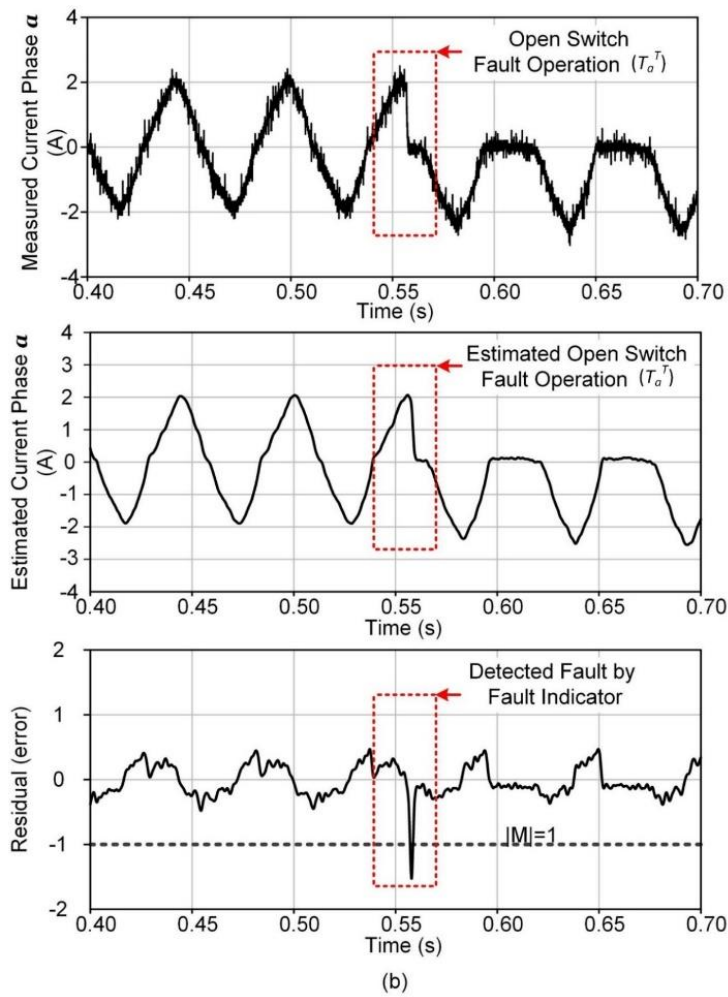 4
2
0
-2
-4
Measured Current Phase a
(A)
Open Switch
Fault Operation (TₐT)
0.40 0.45 0.50 0.55 0.60 0.65 0.70
Time (s)
4
3
2
1
0
-1
-2
-3
-4
Estimated Current Phase a
(A)
Estimated Open Switch
Fault Operation (TₐT)
0.40 0.45 0.50 0.55 0.60 0.65 0.70
Time (s)
2
1
0
-1
-2
Residual (error)
Detected Fault by
Fault Indicator
|M|=1
0.40 0.45 0.50 0.55 0.60 0.65 0.70
Time (s)
(b)